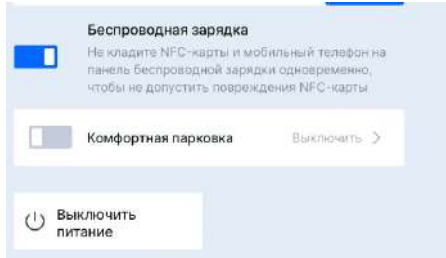 Беспроводная зарядка
Не кладите NFC-карты и мобильный телефон на
панель беспроводной зарядки одновременно,
чтобы не допустить повреждения NFC-карты
Комфортная парковка
Выключить
Выключить
питание